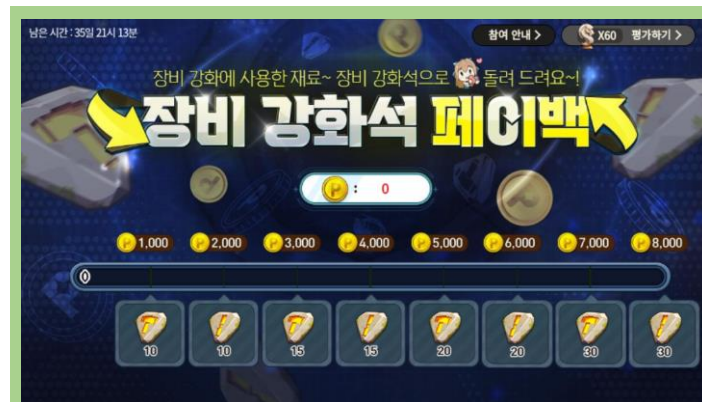 남은 시간 : 35일 21시 13분
참여 안내 >
X60 평가하기 >
장비 강화에 사용한 재료~ 장비 강화석으로 돌려 드려요~!
장비 강화석 페이백
P : 0
P 1,000 P 2,000 P 3,000 P 4,000 P 5,000 P 6,000 P 7,000 P 8,000
0
10 10 15 15 20 20 30 30